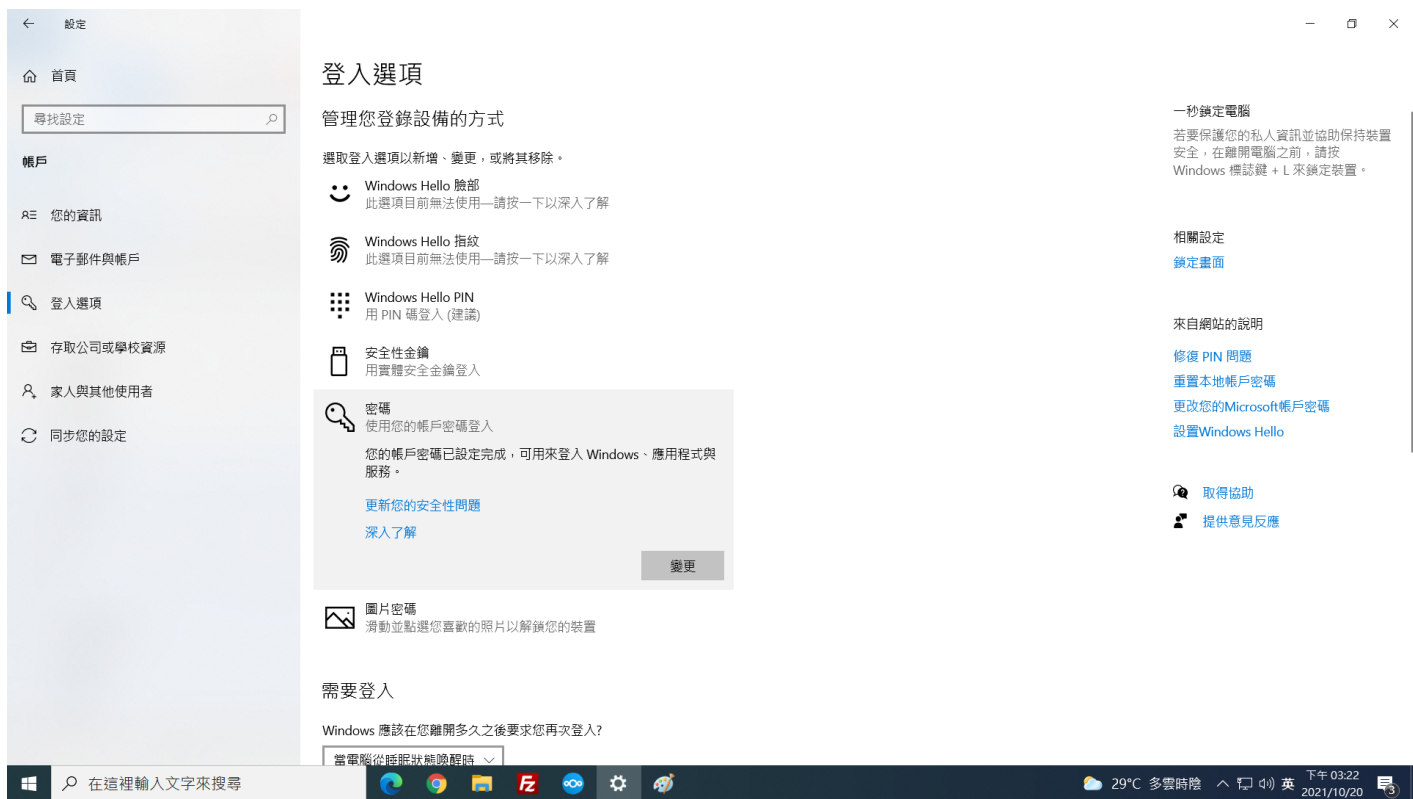 設定
首頁
尋找設定
帳戶
您的資訊
電子郵件與帳戶
登入選項
存取公司或學校資源
家人與其他使用者
同步您的設定
登入選項
管理您登錄設備的方式
選取登入選項以新增、變更，或將其移除。
Windows Hello 臉部
此選項目前無法使用—請按一下以深入了解
Windows Hello 指紋
此選項目前無法使用—請按一下以深入了解
Windows Hello PIN
用 PIN 碼登入 (建議)
安全性金鑰
用實體安全金鑰登入
密碼
使用您的帳戶密碼登入
您的帳戶密碼已設定完成，可用來登入 Windows、應用程式與
服務。
更新您的安全性問題
深入了解
變更
圖片密碼
滑動並點選您喜歡的照片以解鎖您的裝置
需要登入
Windows 應該在您離開多久之後要求您再次登入?
當電腦從睡眠狀態喚醒時
一秒鎖定電腦
若要保護您的私人資訊並協助保持裝置
安全，在離開電腦之前，請按
Windows 標誌鍵 + L 來鎖定裝置。
相關設定
鎖定畫面
來自網站的說明
修復 PIN 問題
重置本地帳戶密碼
更改您的Microsoft帳戶密碼
設置Windows Hello
取得協助
提供意見反應
在這裡輸入文字來搜尋
29°C 多雲時陰
英
下午 03:22
2021/10/20
3